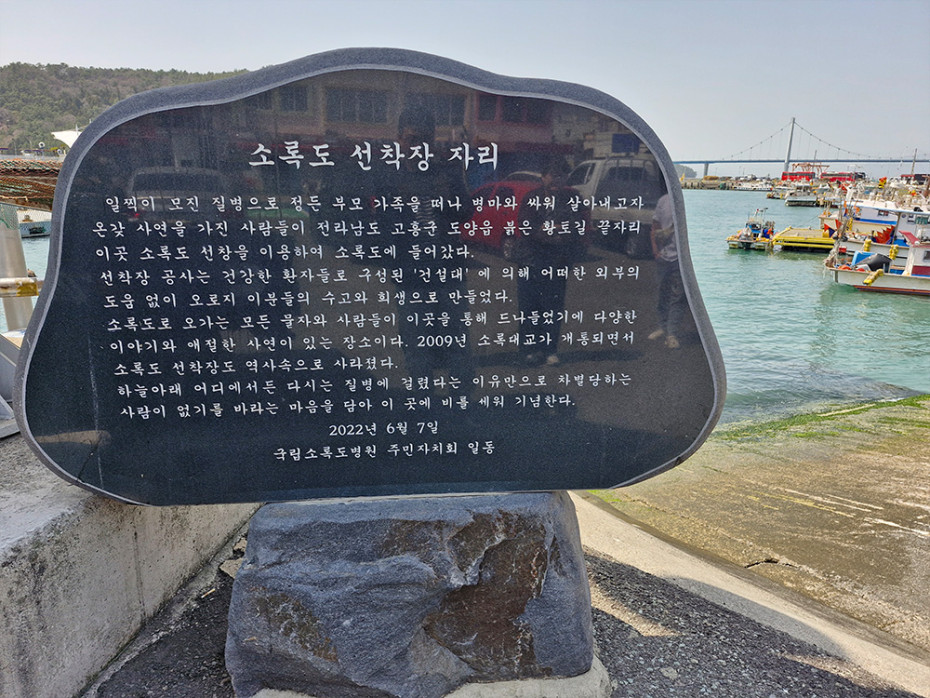 소록도 선착장 자리
일찍이 모진 질병으로 정든 부모 가족을 떠나 병마와 싸워 살아내고자
온갖 사연을 가진 사람들이 전라남도 고흥군 도양읍 붉은 황토길 끝자리
이곳 소록도 선창을 이용하여 소록도에 들어갔다.
선착장 공사는 건강한 환자들로 구성된 '건설대' 에 의해 어떠한 외부의
도움 없이 오로지 이분들의 수고와 희생으로 만들었다.
소록도로 오가는 모든 물자와 사람들이 이곳을 통해 드나들었기에 다양한
이야기와 애절한 사연이 있는 장소이다. 2009년 소록대교가 개통되면서
소록도 선착장도 역사속으로 사라졌다.
하늘아래 어디에서든 다시는 질병에 걸렸다는 이유만으로 차별당하는
사람이 없기를 바라는 마음을 담아 이 곳에 비를 세워 기념한다.
2022년 6월 7일
국립소록도병원 주민자치회 일동